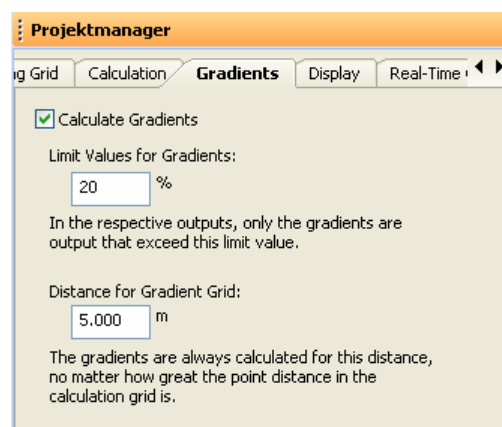 Projektmanager
ng Grid Calculation Gradients Display Real-Time
Calculate Gradients
Limit Values for Gradients:
20 %
In the respective outputs, only the gradients are
output that exceed this limit value.
Distance for Gradient Grid:
5.000 m
The gradients are always calculated for this distance,
no matter how great the point distance in the
calculation grid is.